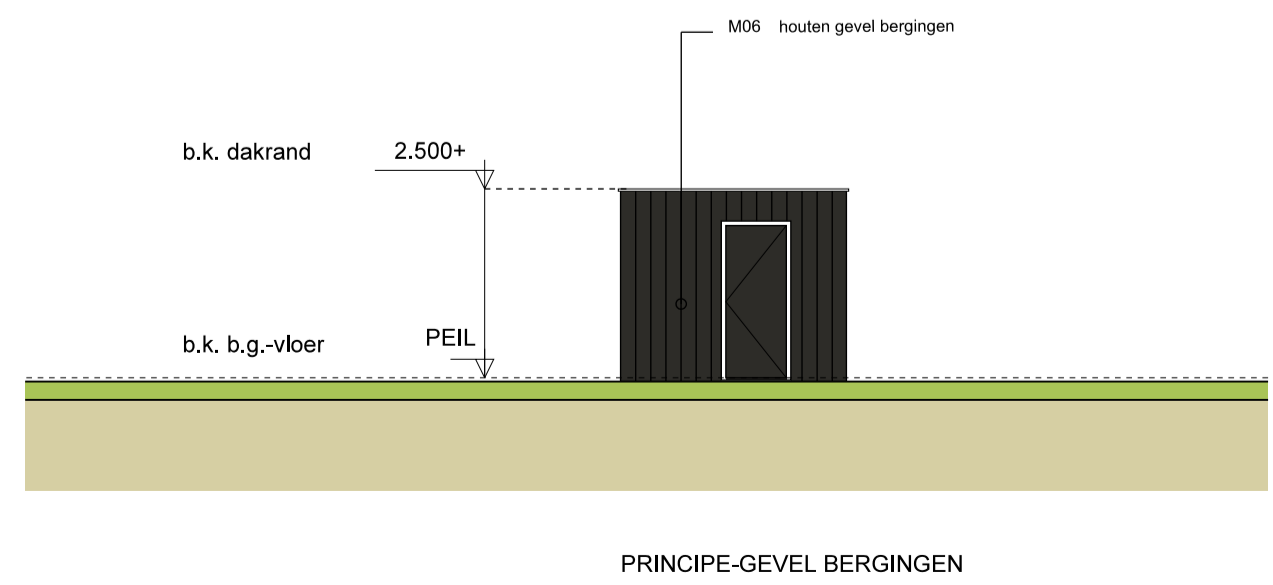 M06 houten gevel bergingen
b.k. dakrand 2.500+
b.k. b.g.-vloer PEIL
PRINCIPE-GEVEL BERGINGEN